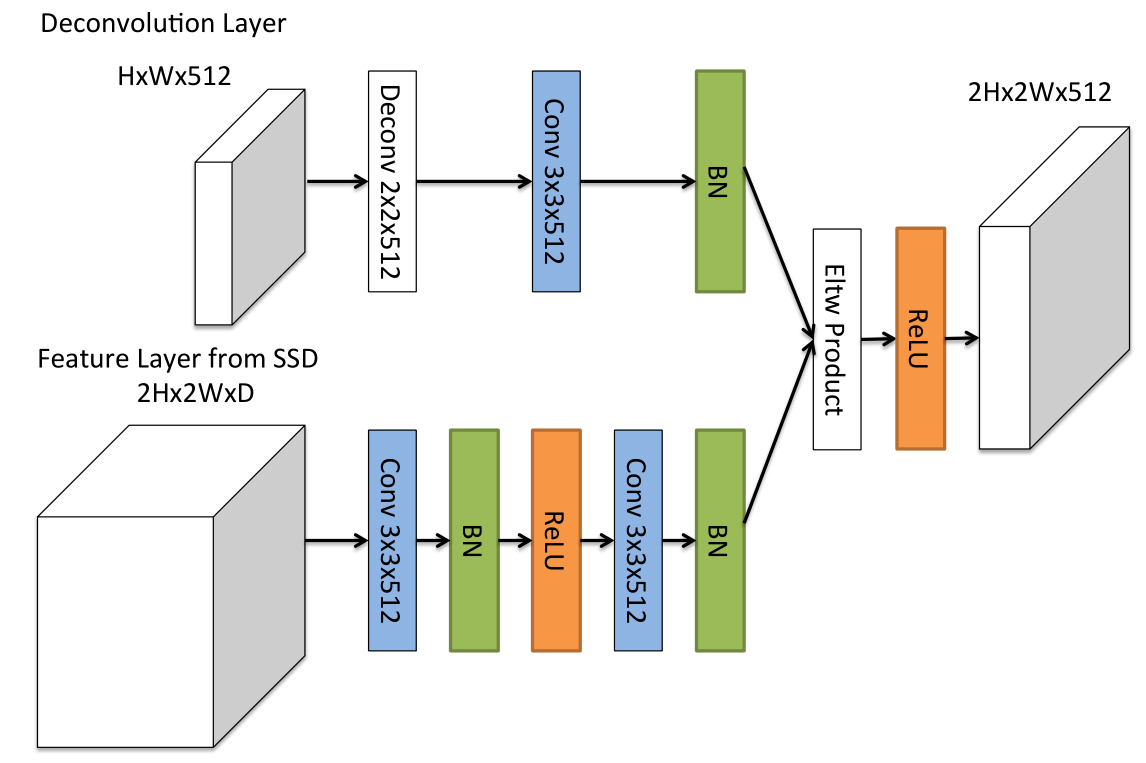 Deconvolution Layer
HxWx512
Deconv 2x2x512
Conv 3x3x512
BN
2Hx2Wx512
Eltw Product
ReLU
Feature Layer from SSD
2Hx2WxD
Conv 3x3x512
BN
ReLU
Conv 3x3x512
BN